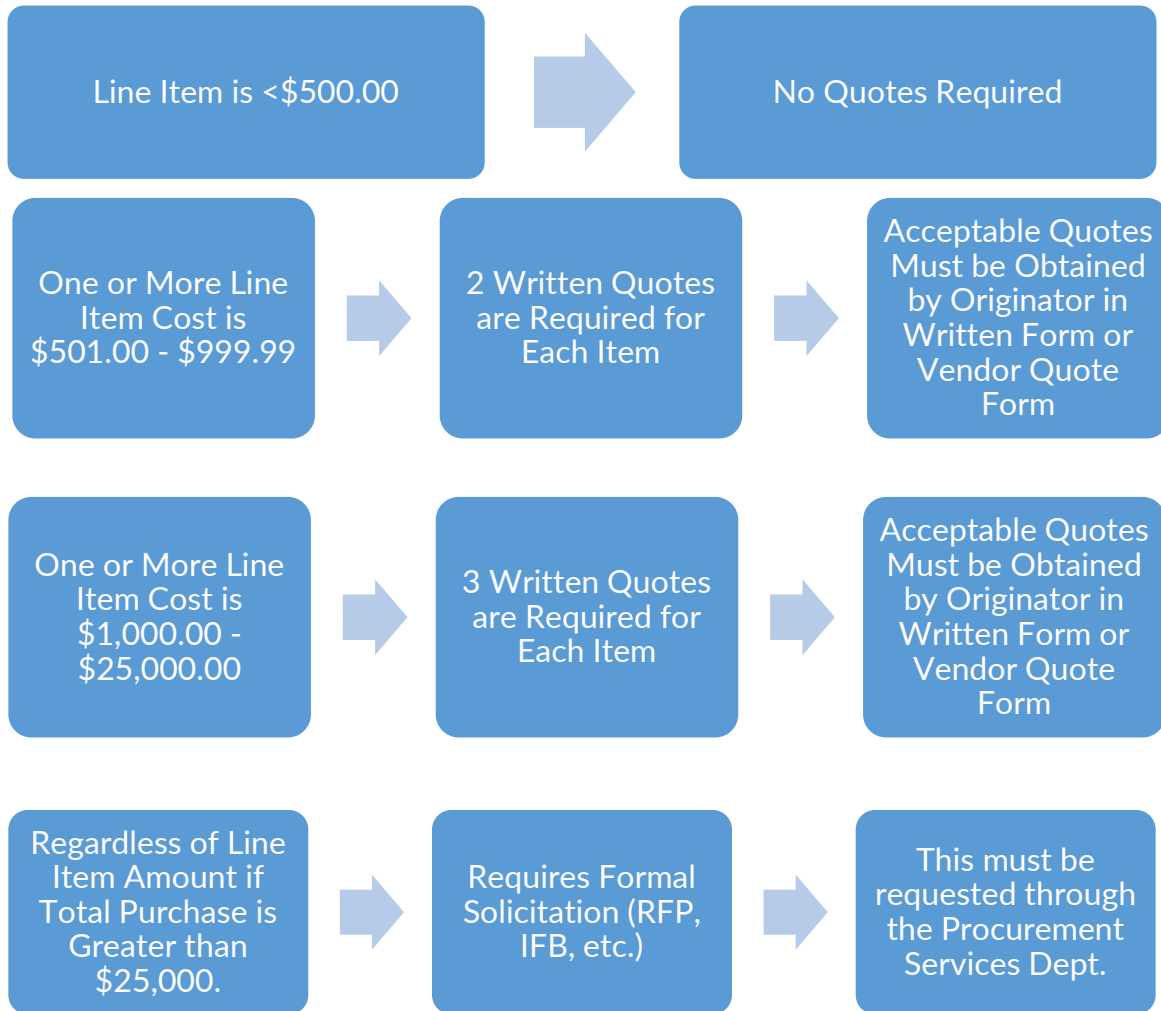 Line Item is <$500.00
No Quotes Required
One or More Line
Item Cost is
$501.00 - $999.99
2 Written Quotes
are Required for
Each Item
Acceptable Quotes
Must be Obtained
by Originator in
Written Form or
Vendor Quote
Form
One or More Line
Item Cost is
$1,000.00 -
$25,000.00
3 Written Quotes
are Required for
Each Item
Acceptable Quotes
Must be Obtained
by Originator in
Written Form or
Vendor Quote
Form
Regardless of Line
Item Amount if
Total Purchase is
Greater than
$25,000.
Requires Formal
Solicitation (RFP,
IFB, etc.)
This must be
requested through
the Procurement
Services Dept.